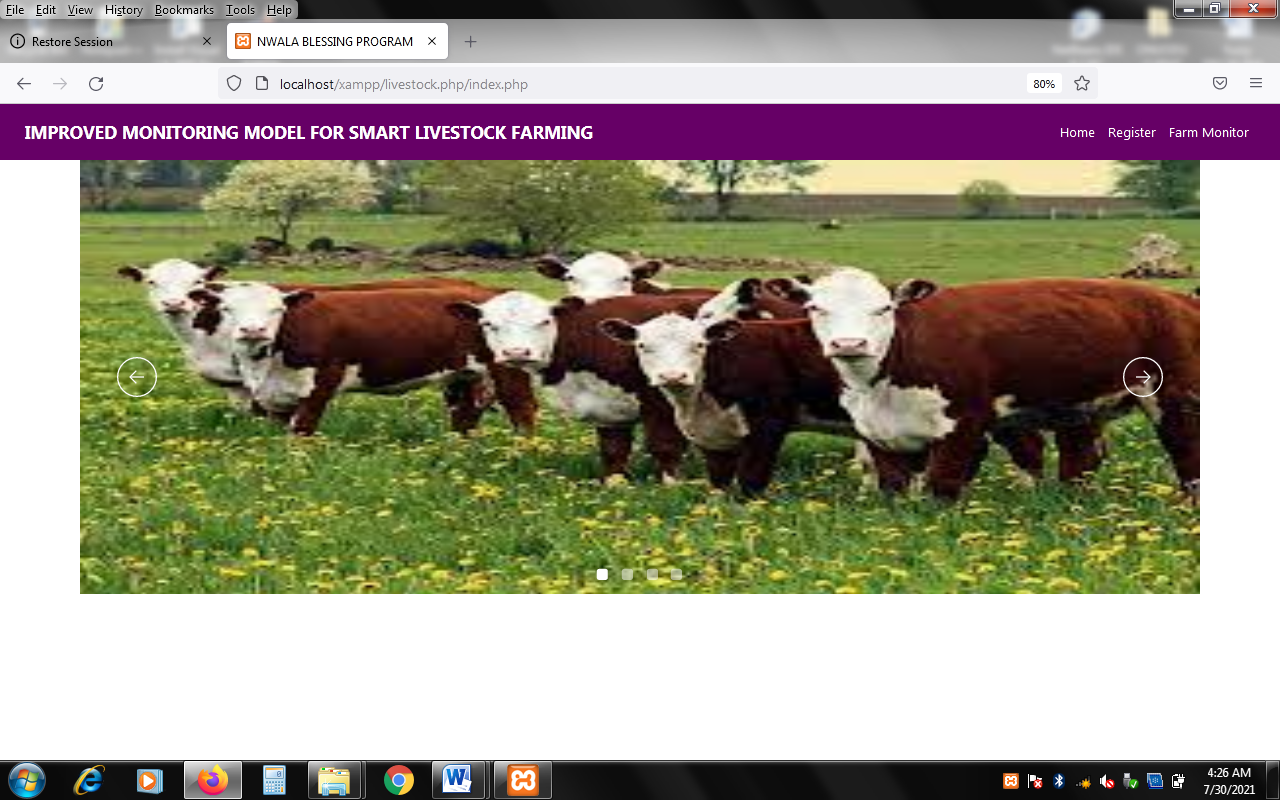 File Edit View History Bookmarks Tools Help
Restore Session
NWALA BLESSING PROGRAM
localhost/xampp/livestock.php/index.php
80%
IMPROVED MONITORING MODEL FOR SMART LIVESTOCK FARMING
Home Register Farm Monitor
4:26 AM
7/30/2021